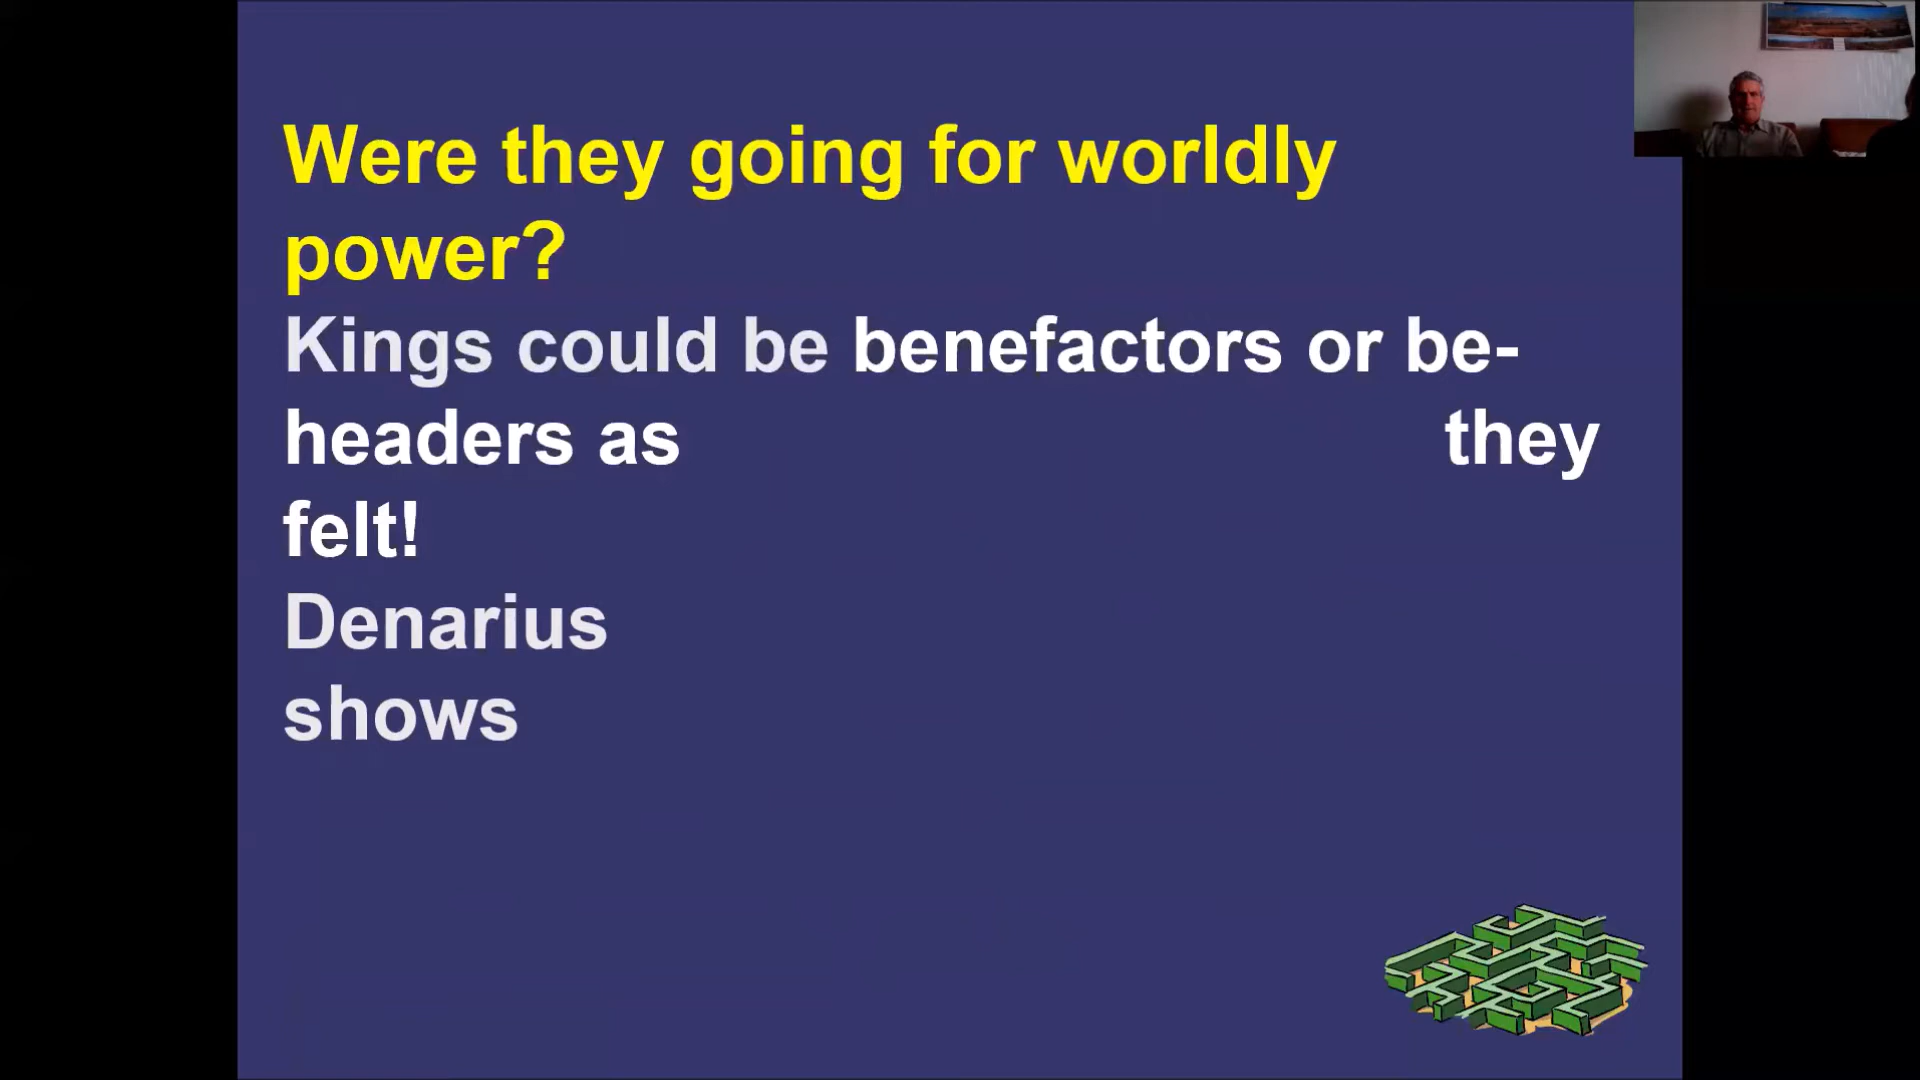 Were they going for worldly
power?
Kings could be benefactors or be-
headers as they
felt!
Denarius
shows